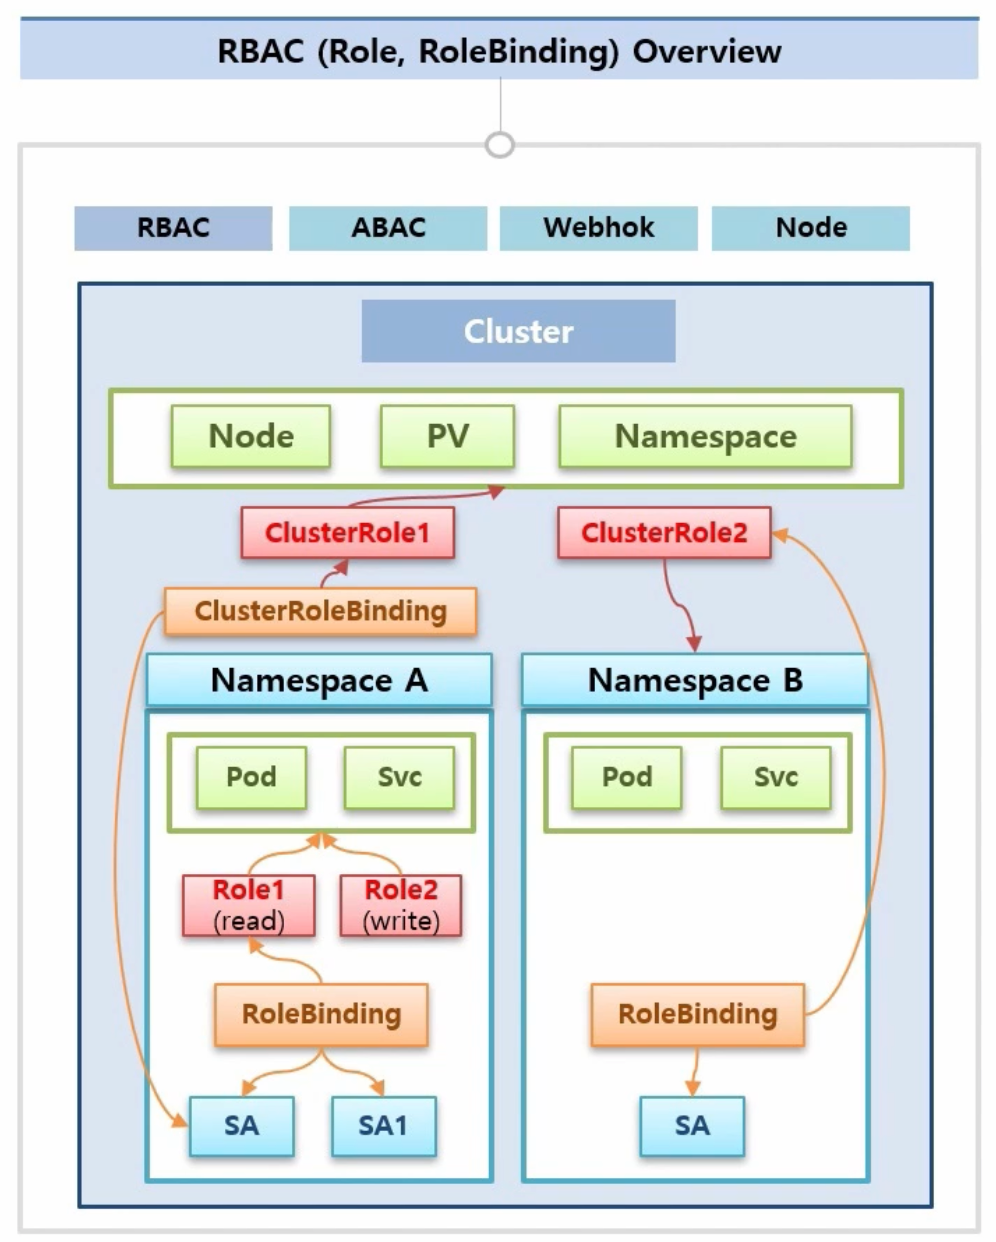 RBAC (Role, RoleBinding) Overview
RBAC
ABAC
Webhok
Node
Cluster
Node
PV
Namespace
ClusterRole1
ClusterRole2
ClusterRoleBinding
Namespace A
Namespace B
Pod
Svc
Pod
Svc
Role1
(read)
Role2
(write)
RoleBinding
RoleBinding
SA
SA1
SA